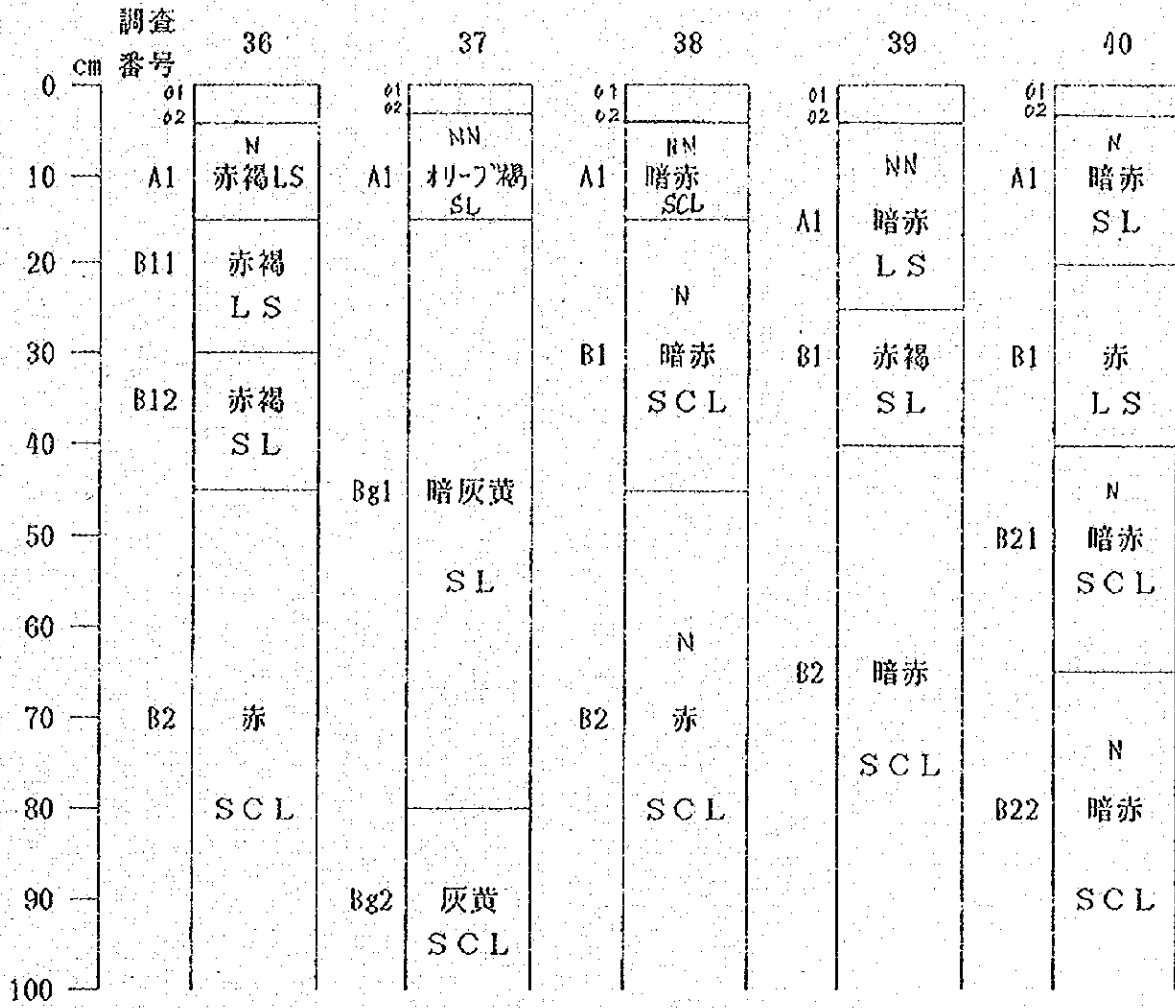 調査
番号
cm
0
10
20
30
40
50
60
70
80
90
100
36
01
02
A1
N
赤褐LS
B11
赤褐
LS
B12
赤褐
SL
B2
赤
SCL
37
01
02
A1
NN
オリーブ褐
SL
Bg1
暗灰黄
SL
Bg2
灰黄
SCL
38
01
02
A1
NN
暗赤
SCL
B1
N
暗赤
SCL
B2
N
赤
SCL
39
01
02
A1
NN
暗赤
LS
B1
赤褐
SL
B2
暗赤
SCL
40
01
02
A1
N
暗赤
SL
B1
赤
LS
B21
N
暗赤
SCL
B22
N
暗赤
SCL